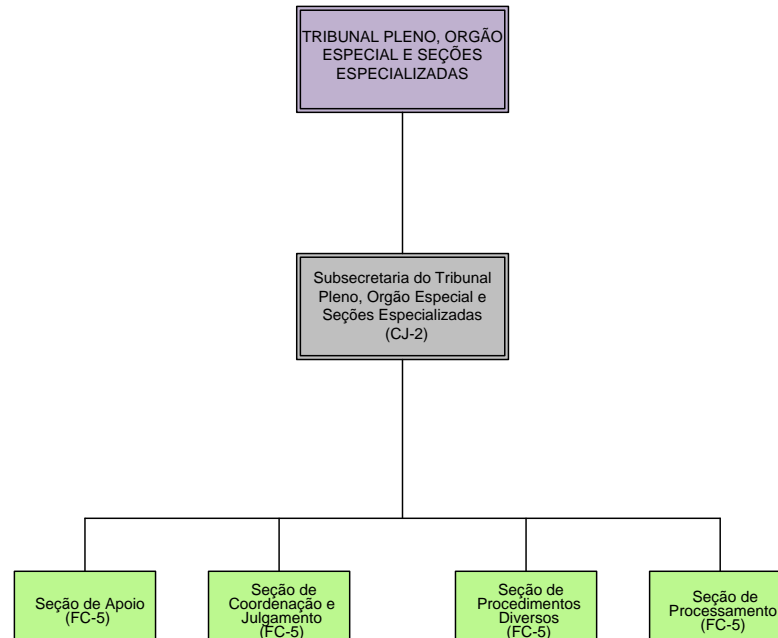 TRIBUNAL PLENO, ORGÃO
ESPECIAL E SEÇÕES
ESPECIALIZADAS
Subsecretaria do Tribunal
Pleno, Orgão Especial e
Seções Especializadas
(CJ-2)
Seção de Apoio
(FC-5)
Seção de
Coordenação e
Julgamento
(FC-5)
Seção de
Procedimentos
Diversos
(FC-5)
Seção de
Processamento
(FC-5)